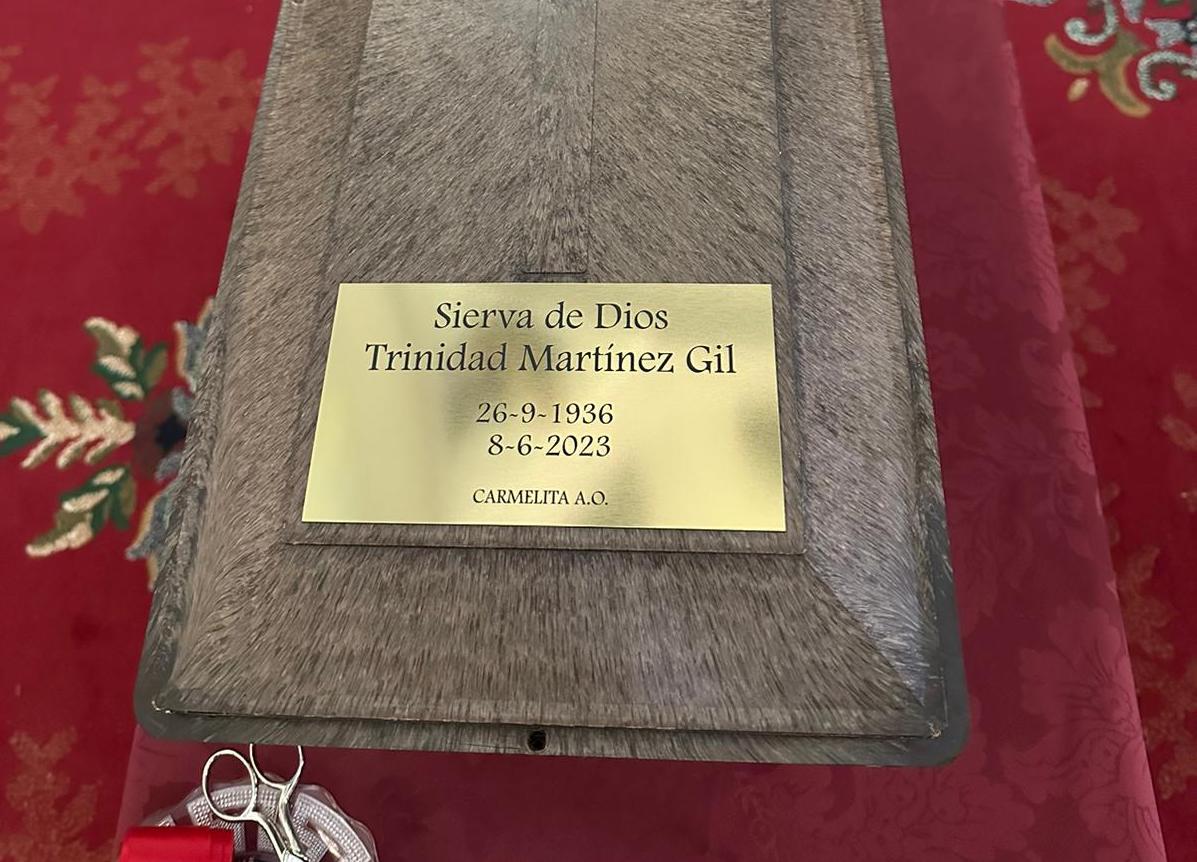 Sierva de Dios
Trinidad Martínez Gil
26-9-1936
8-6-2023
CARMELITA A.O.